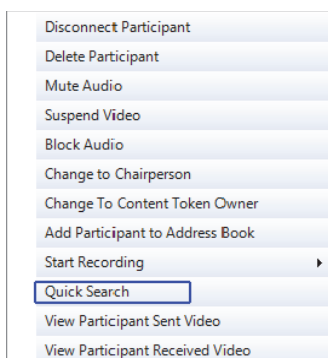 Disconnect Participant
Delete Participant
Mute Audio
Suspend Video
Block Audio
Change to Chairperson
Change To Content Token Owner
Add Participant to Address Book
Start Recording
Quick Search
View Participant Sent Video
View Participant Received Video